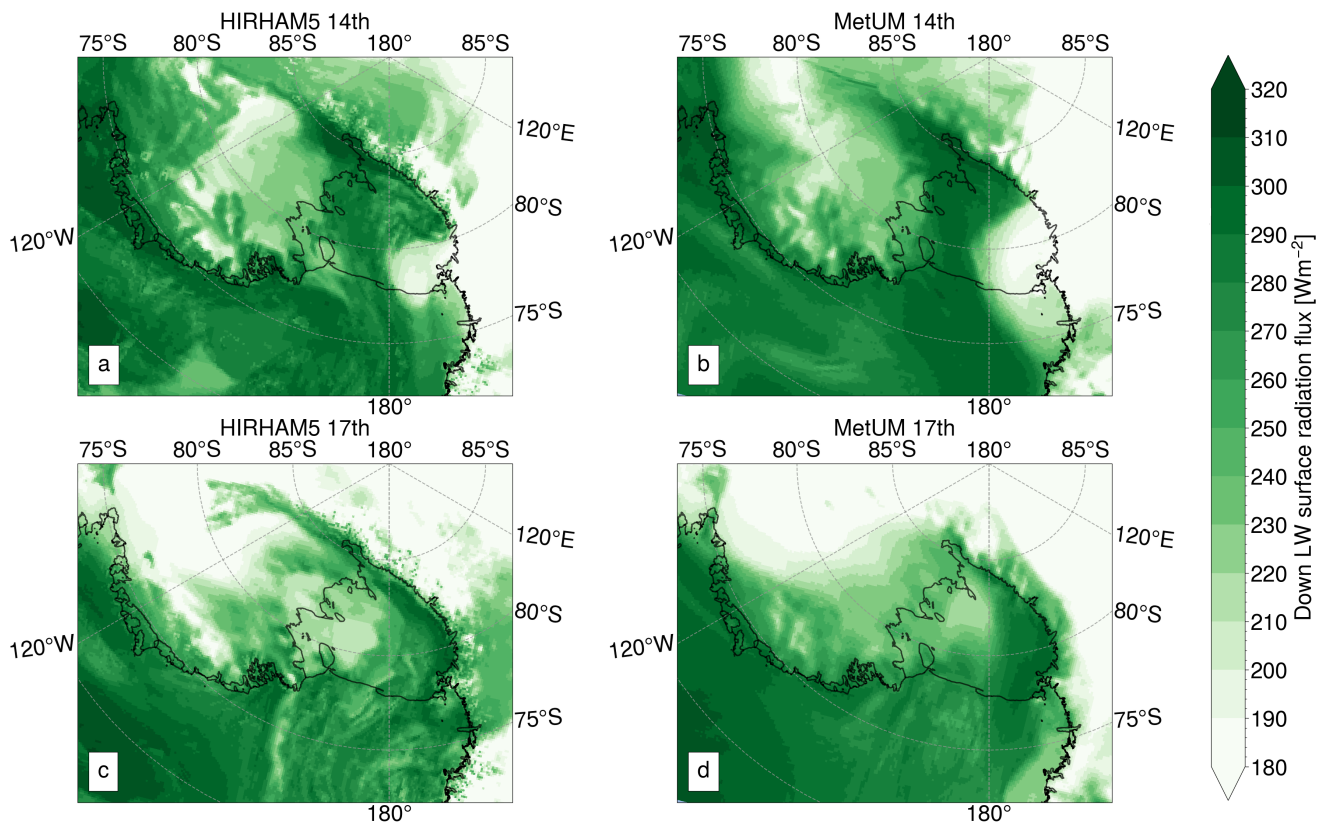 HIRHAM5 14th
75°S 80°S 85°S 180° 85°S
120°E
80°S
120°W
75°S
a
180°
MetUM 14th
75°S 80°S 85°S 180° 85°S
120°E
80°S
120°W
75°S
b
180°
HIRHAM5 17th
75°S 80°S 85°S 180° 85°S
120°E
80°S
120°W
75°S
c
180°
MetUM 17th
75°S 80°S 85°S 180° 85°S
120°E
80°S
120°W
75°S
d
180°
320
310
300
290
280
270
260
250
240
230
220
210
200
190
180
Down LW surface radiation flux [Wm⁻²]